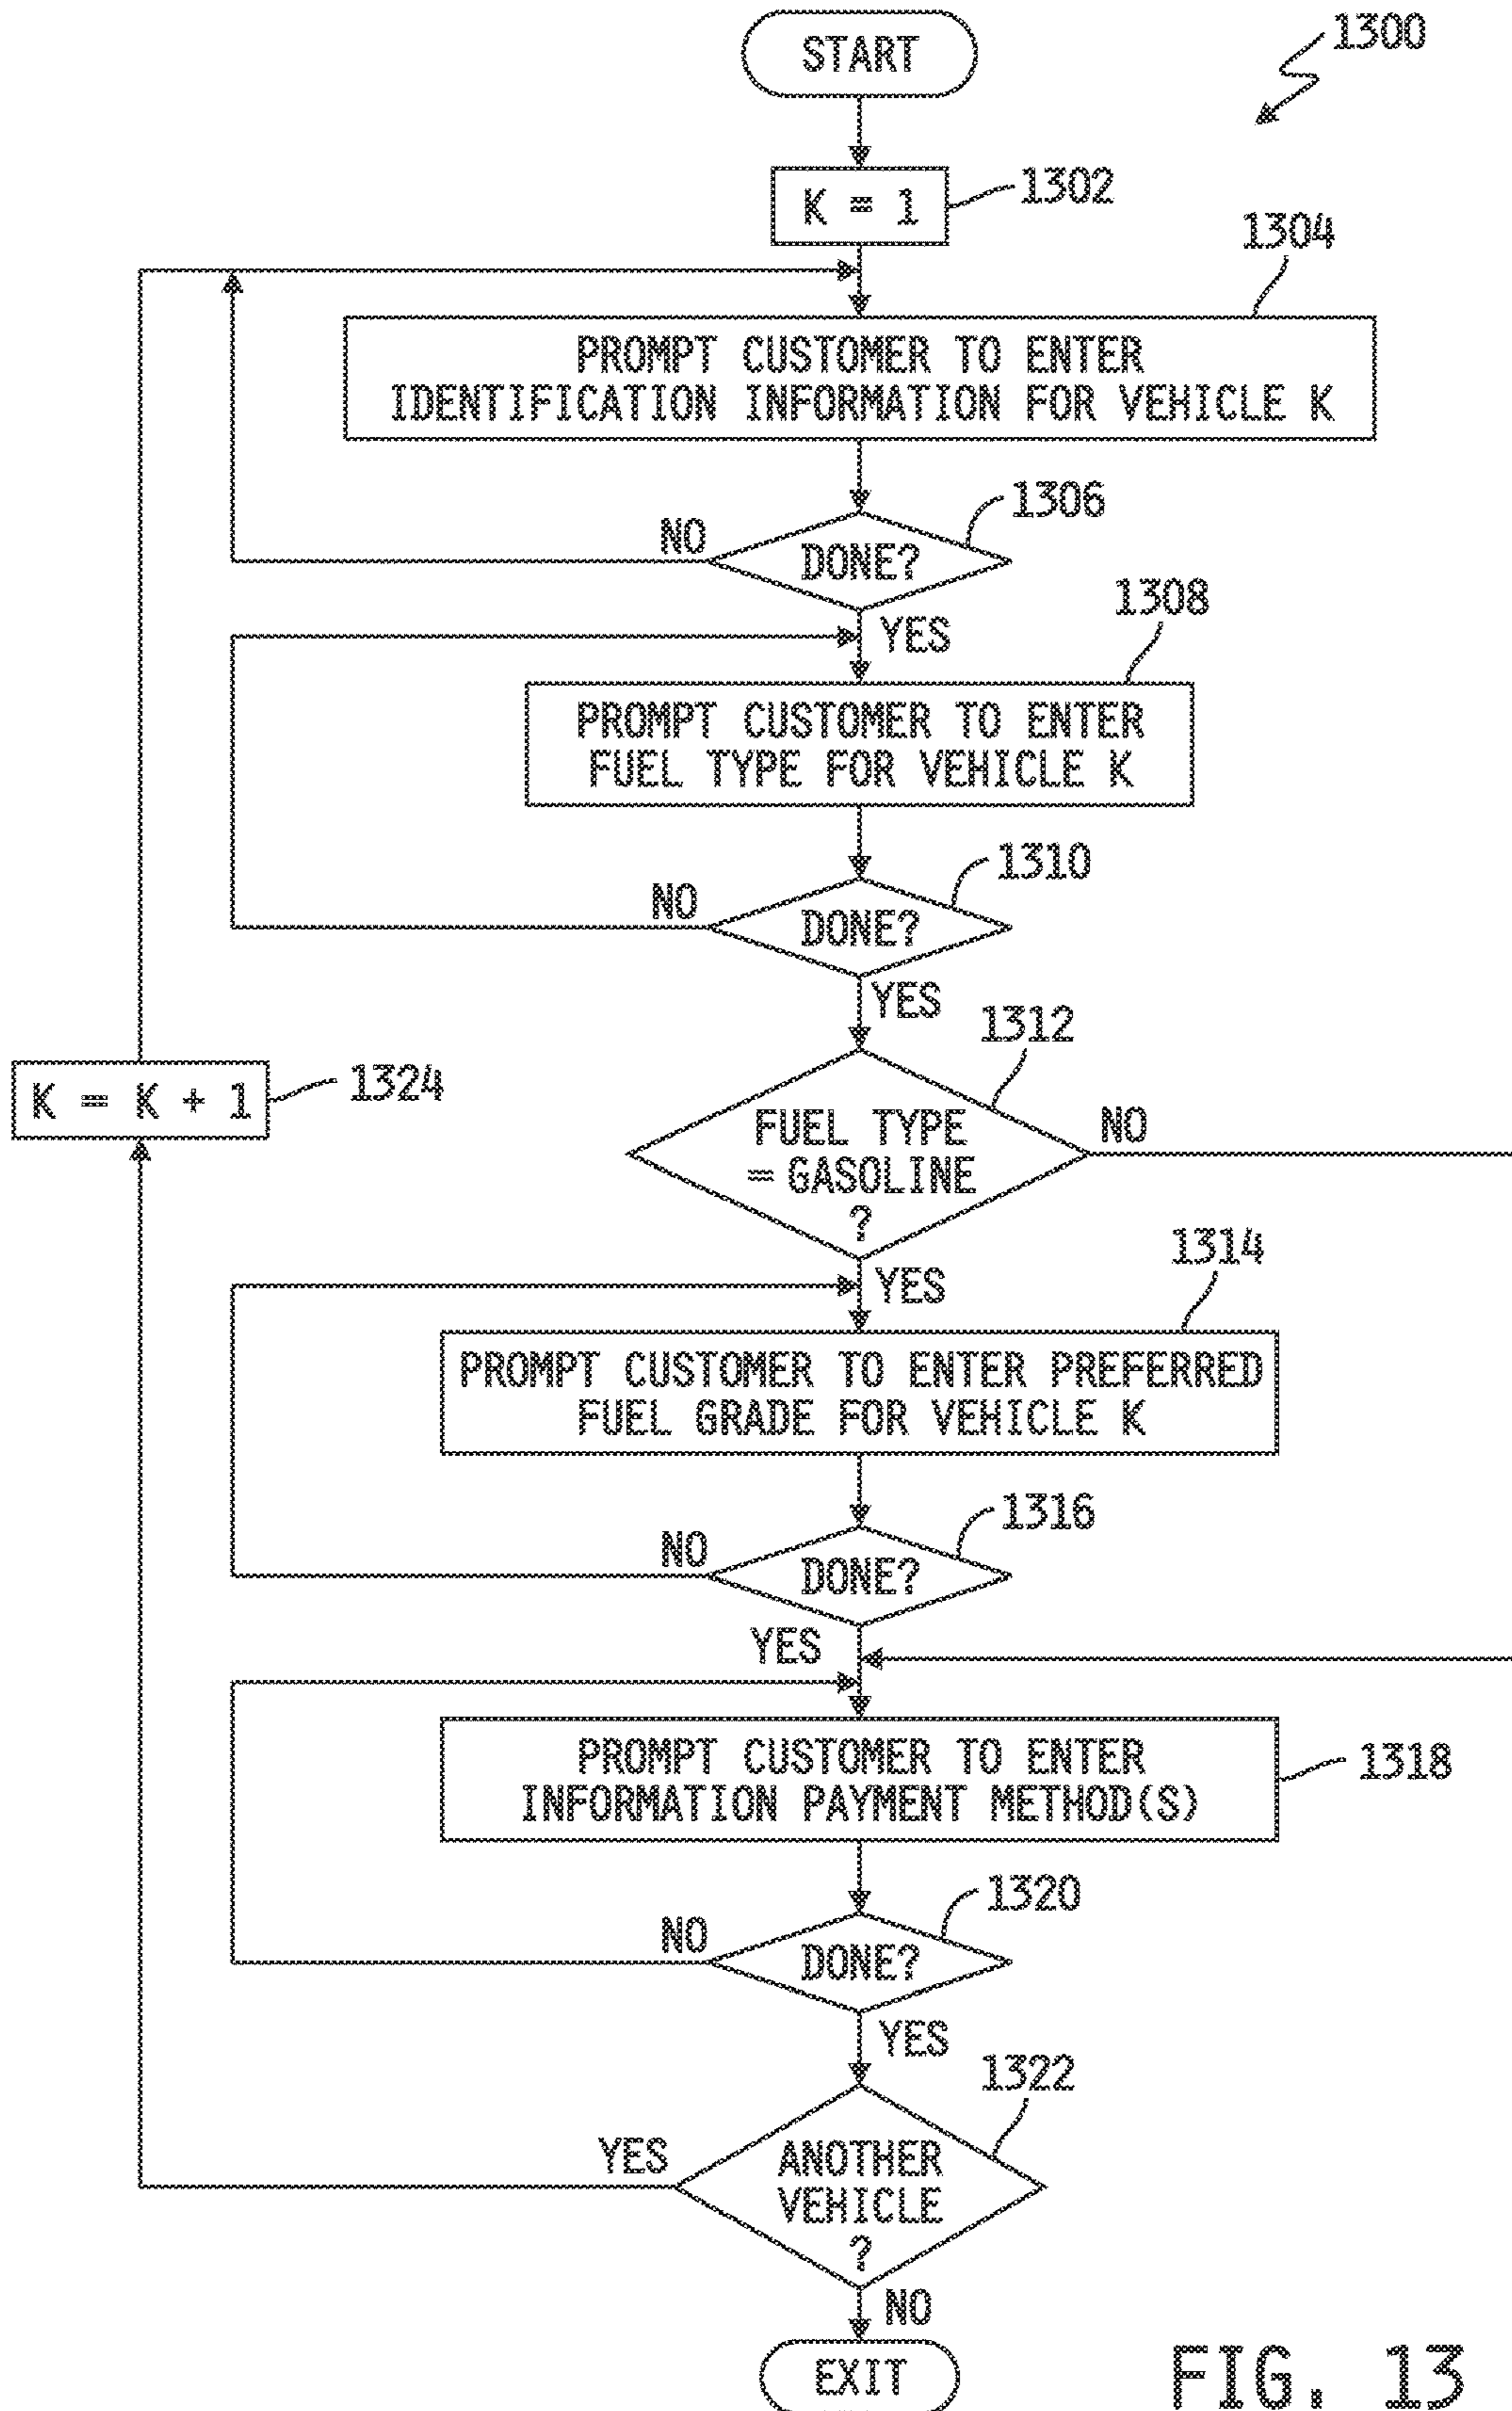 START
1300
K = 1
1302
1304
PROMPT CUSTOMER TO ENTER
IDENTIFICATION INFORMATION FOR VEHICLE K
1306
NO
DONE?
1308
YES
PROMPT CUSTOMER TO ENTER
FUEL TYPE FOR VEHICLE K
1310
NO
DONE?
YES
1312
K = K + 1
1324
FUEL TYPE
= GASOLINE
?
NO
1314
YES
PROMPT CUSTOMER TO ENTER PREFERRED
FUEL GRADE FOR VEHICLE K
1316
NO
DONE?
YES
PROMPT CUSTOMER TO ENTER
INFORMATION PAYMENT METHOD(S)
1318
1320
NO
DONE?
YES
1322
YES
ANOTHER
VEHICLE
?
NO
EXIT
FIG. 13